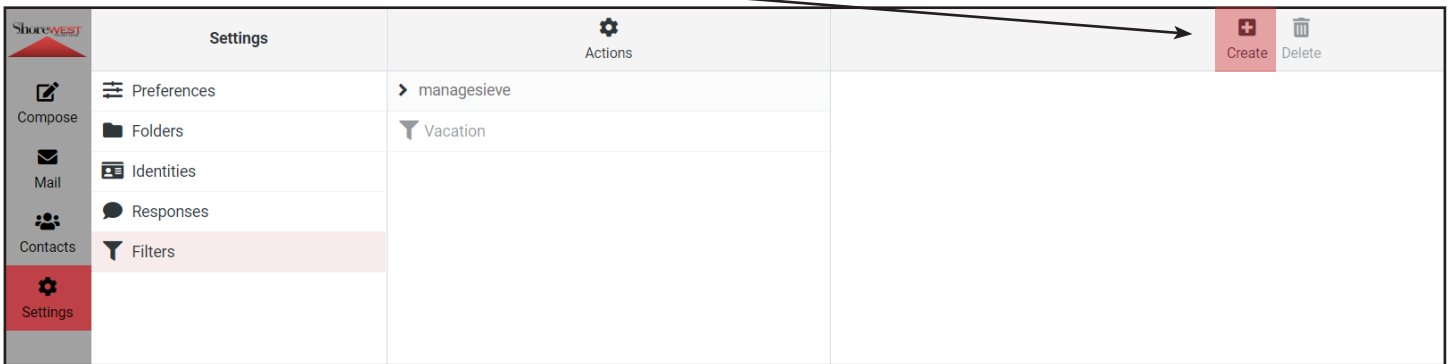 ShoreWEST
Settings
Actions
Create
Delete
Compose
Mail
Contacts
Settings
Preferences
Folders
Identities
Responses
Filters
managesieve
Vacation